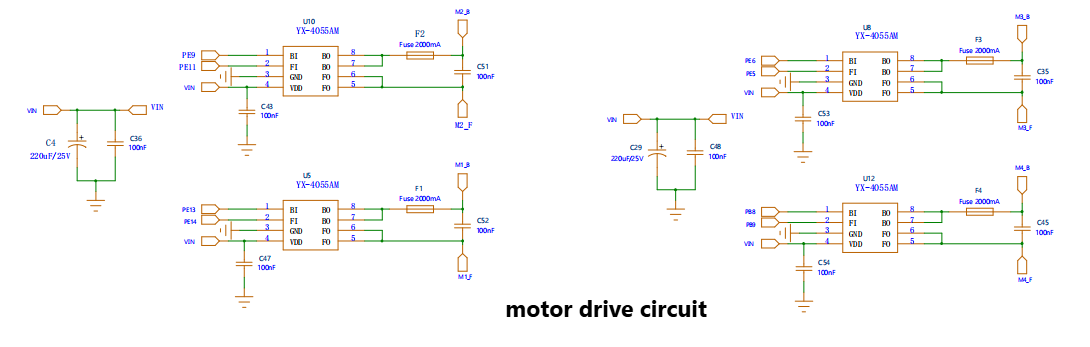 U10
YX-4055AM
M2_B
F2
Fuse 2000mA
PE9 1 BI BO 8
PE11 2 FI BO 7
3 GND FO 6
VIN 4 VDD FO 5
C51
100nF
C43
100nF
M2_F
VIN VIN
C4 +
220uF/25V
C36
100nF
U5
YX-4055AM
M1_B
F1
Fuse 2000mA
PE13 1 BI BO 8
PE14 2 FI BO 7
3 GND FO 6
VIN 4 VDD FO 5
C52
100nF
C47
100nF
M1_F
U8
YX-4055AM
M3_B
F3
Fuse 2000mA
PE6 1 BI BO 8
PE5 2 FI BO 7
3 GND FO 6
VIN 4 VDD FO 5
C35
100nF
C53
100nF
M3_F
VIN VIN
C29 +
220uF/25V
C48
100nF
U12
YX-4055AM
M4_B
F4
Fuse 2000mA
PB8 1 BI BO 8
PB9 2 FI BO 7
3 GND FO 6
VIN 4 VDD FO 5
C45
100nF
C54
100nF
M4_F
motor drive circuit